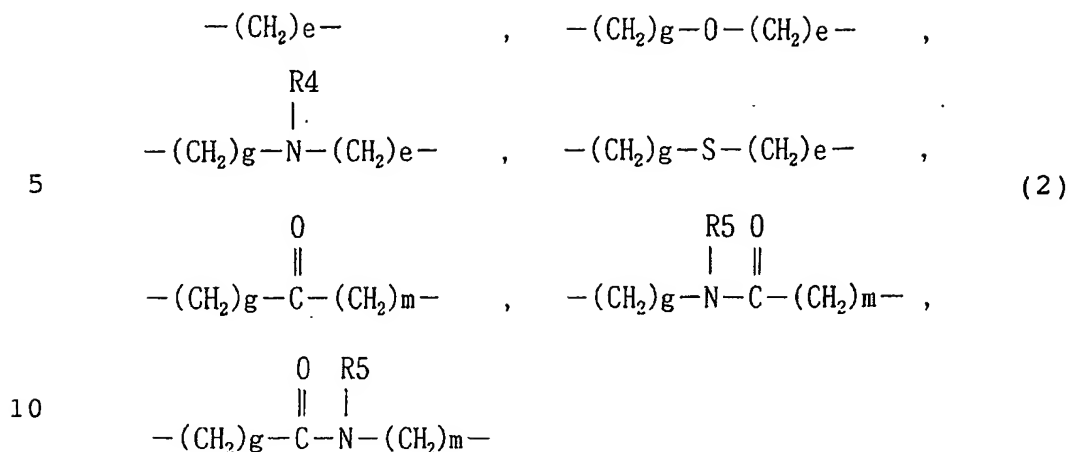 —(CH₂)e— , —(CH₂)g—O—(CH₂)e— ,
R4
|
—(CH₂)g—N—(CH₂)e— , —(CH₂)g—S—(CH₂)e— ,
5 (2)
O R5 O
‖ | ‖
—(CH₂)g—C—(CH₂)m— , —(CH₂)g—N—C—(CH₂)m— ,
O R5
10 ‖ |
—(CH₂)g—C—N—(CH₂)m—